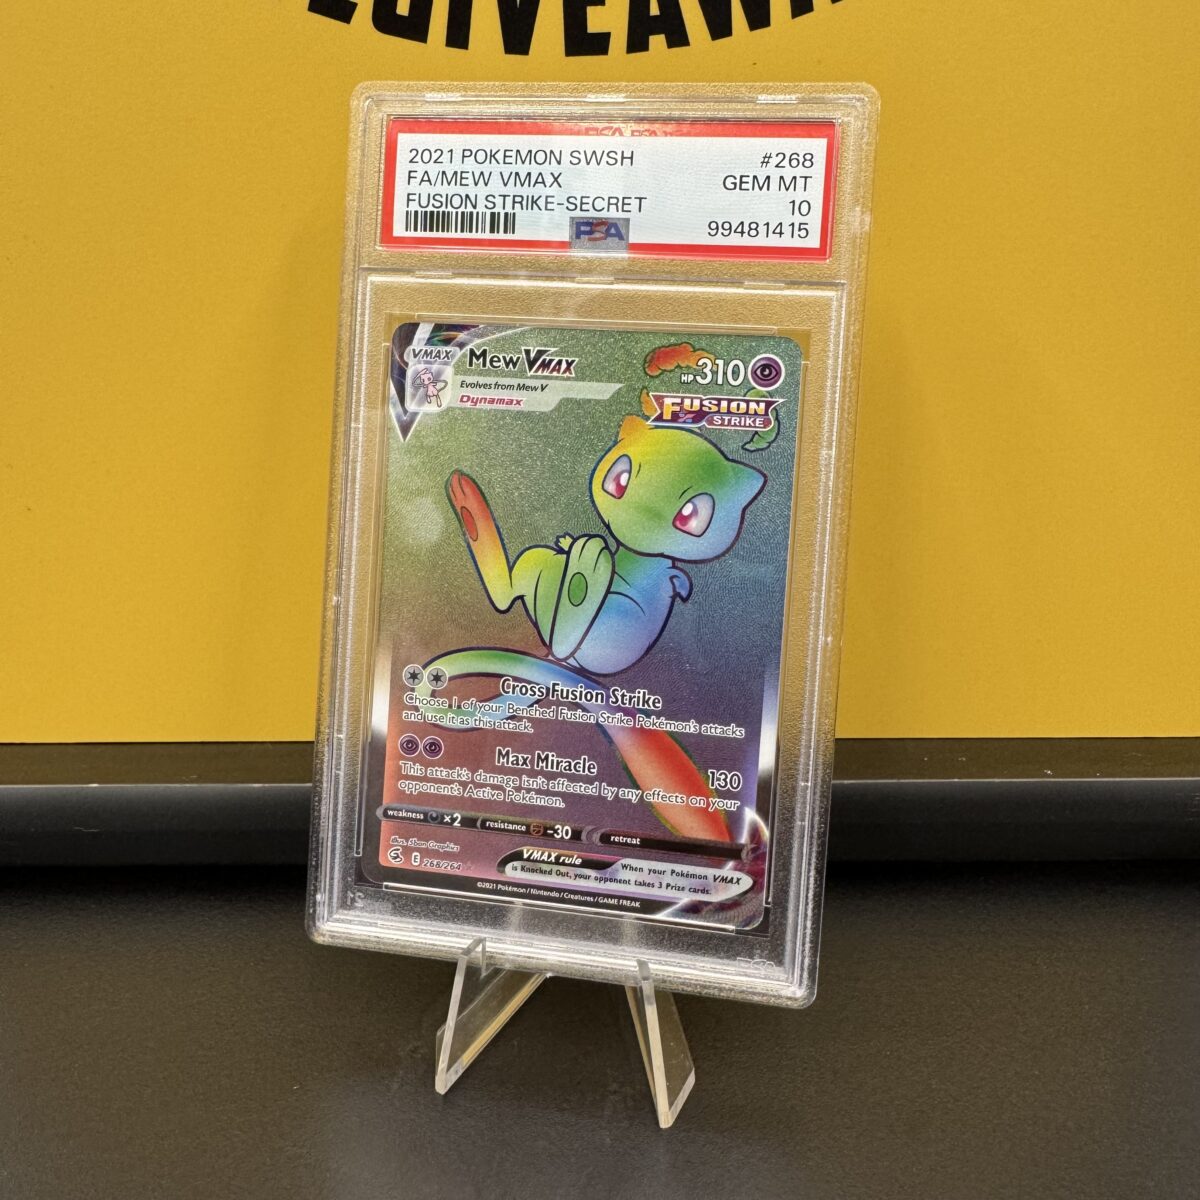 2021 POKEMON SWSH #268
FA/MEW VMAX GEM MT
FUSION STRIKE-SECRET 10
PSA 99481415
VMAX Mew VMAX HP 310
Evolves from Mew V
Dynamax
FUSION
STRIKE
Cross Fusion Strike
Choose 1 of your Benched Fusion Strike Pokémon's attacks
and use it as this attack.
Max Miracle 130
This attack's damage isn't affected by any effects on your
opponent's Active Pokémon.
weakness ×2 resistance -30 retreat
Illus. 5ban Graphics
E 268/264
VMAX rule When your Pokémon VMAX
is Knocked Out, your opponent takes 3 Prize cards.
©2021 Pokémon / Nintendo / Creatures / GAME FREAK